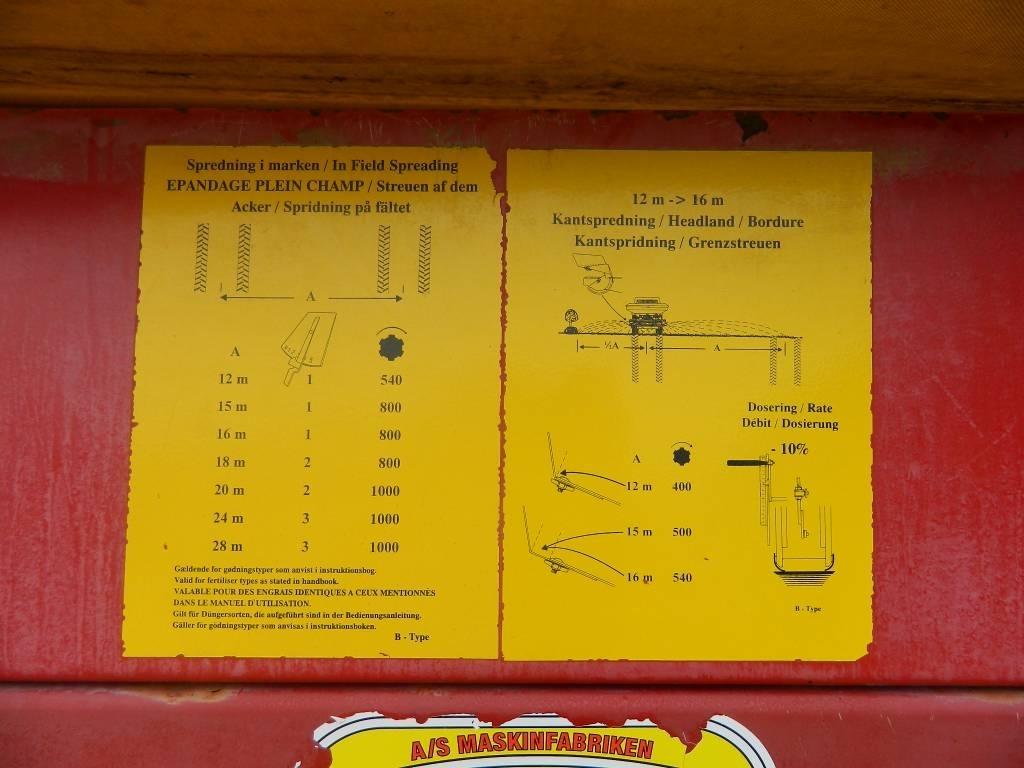 Spredning i marken / In Field Spreading
EPANDAGE PLEIN CHAMP / Streuen af dem
Acker / Spridning på fältet
A
A
12 m 1 540
15 m 1 800
16 m 1 800
18 m 2 800
20 m 2 1000
24 m 3 1000
28 m 3 1000
Gældende for gødningstyper som anvist i instruktionsbog.
Valid for fertiliser types as stated in handbook.
VALABLE POUR DES ENGRAIS IDENTIQUES A CEUX MENTIONNÉS
DANS LE MANUEL D'UTILISATION.
Gilt für Düngersorten, die aufgeführt sind in der Bedienungsanleitung.
Gäller för gödningstyper som anvisas i instruktionsboken.
B - Type
12 m -> 16 m
Kantspredning / Headland / Bordure
Kantspridning / Grenzstreuen
½A A
Dosering / Rate
Débit / Dosierung
- 10%
A
12 m 400
15 m 500
16 m 540
B - Type
A/S MASKINFABRIKEN